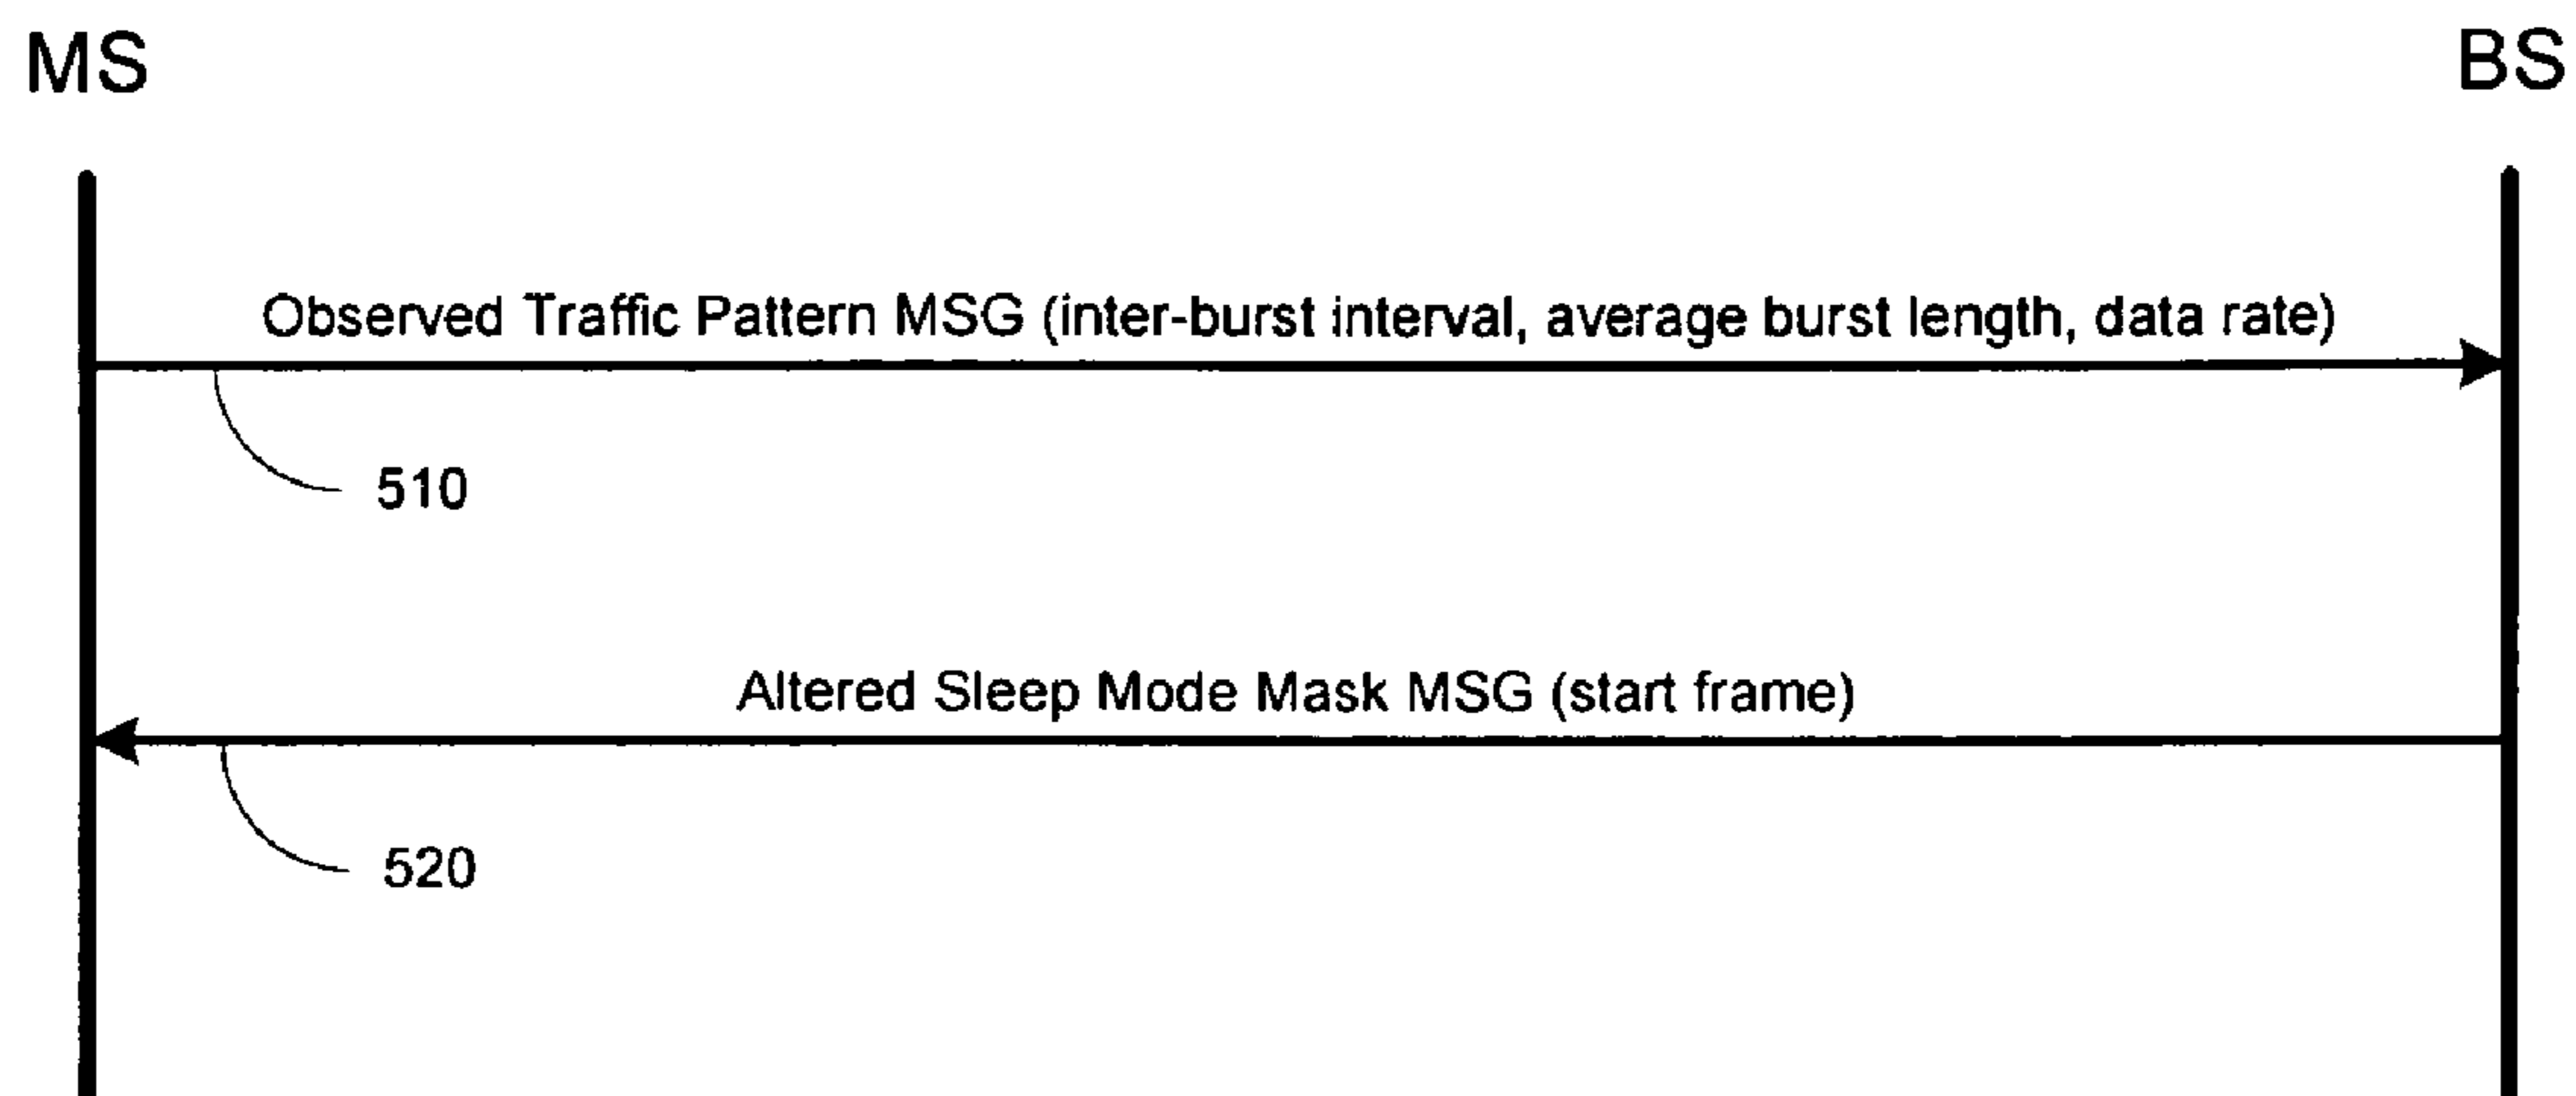 MS
BS
Observed Traffic Pattern MSG (inter-burst interval, average burst length, data rate)
510
Altered Sleep Mode Mask MSG (start frame)
520